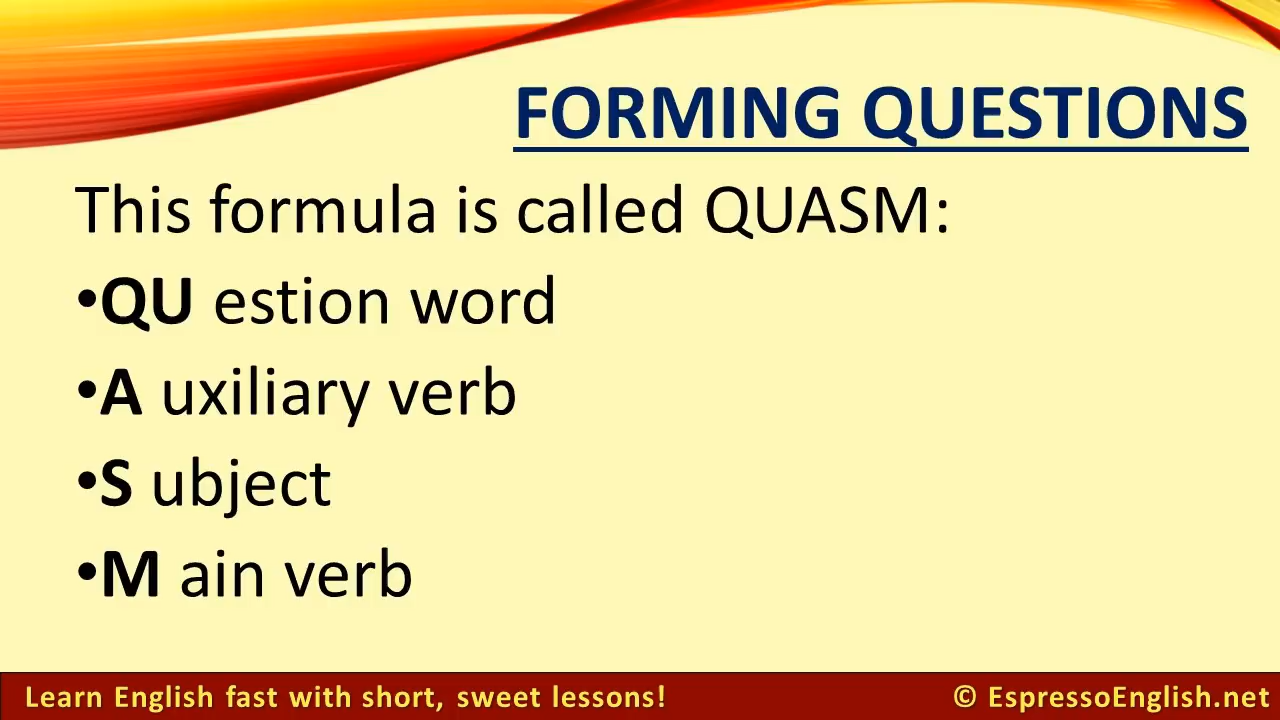 FORMING QUESTIONS
This formula is called QUASM:
•QU estion word
•A uxiliary verb
•S ubject
•M ain verb
Learn English fast with short, sweet lessons! © EspressoEnglish.net